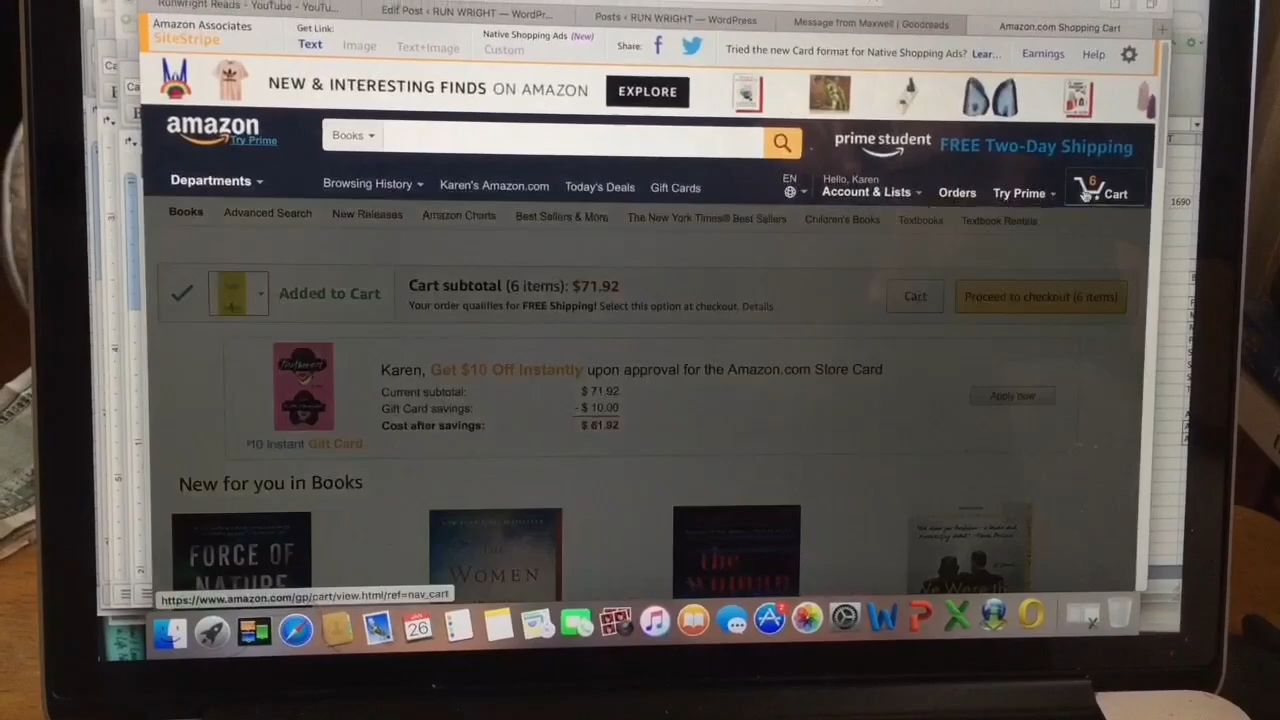 Runwright Reads - YouTube - YouTu...
Edit Post ‹ RUN WRIGHT — WordPr...
Posts ‹ RUN WRIGHT — WordPress
Message from Maxwell | Goodreads
Amazon.com Shopping Cart
Amazon Associates
SiteStripe
Get Link:
Text Image Text+Image
Native Shopping Ads (New)
Custom
Share:
Tried the new Card format for Native Shopping Ads? Lear...
Earnings
Help
NEW & INTERESTING FINDS ON AMAZON
EXPLORE
amazon
Try Prime
Books
prime student
FREE Two-Day Shipping
Departments
Browsing History
Karen's Amazon.com
Today's Deals
Gift Cards
EN
Hello, Karen
Account & Lists
Orders
Try Prime
6
Cart
1690
Books
Advanced Search
New Releases
Amazon Charts
Best Sellers & More
The New York Times® Best Sellers
Children's Books
Textbooks
Textbook Rentals
Added to Cart
Cart subtotal (6 items): $71.92
Your order qualifies for FREE Shipping! Select this option at checkout. Details
Cart
Proceed to checkout (6 items)
Karen, Get $10 Off Instantly upon approval for the Amazon.com Store Card
Current subtotal: $71.92
Gift Card savings: - $10.00
Cost after savings: $61.92
Apply now
$10 Instant Gift Card
New for you in Books
FORCE OF
NATURE
THE
WOMEN
the
woman
https://www.amazon.com/gp/cart/view.html/ref=nav_cart
JAN
26
2